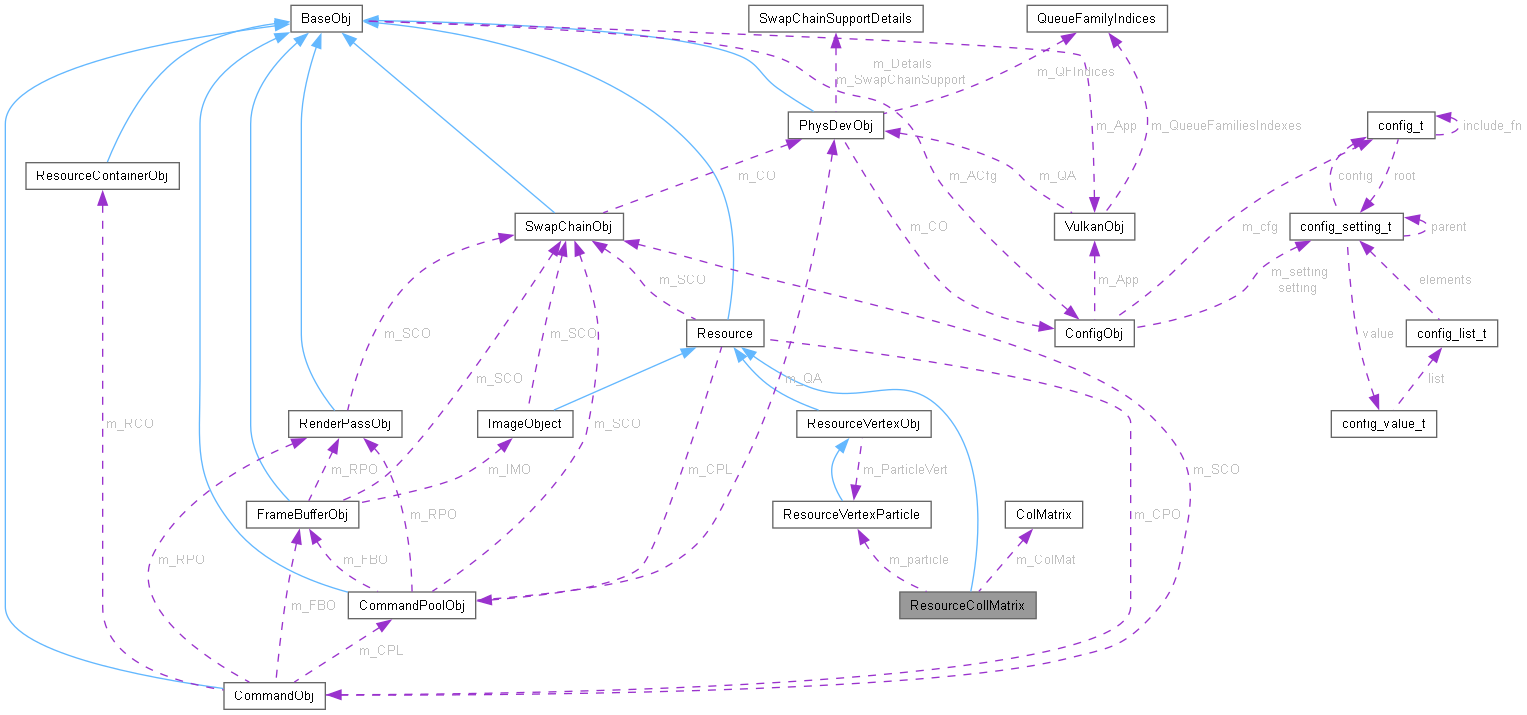 BaseObj
SwapChainSupportDetails
QueueFamilyIndices
m_Details
m_SwapChainSupport
m_QFIndices
PhysDevObj
m_App
m_QueueFamiliesIndexes
config_t
include_fn
ResourceContainerObj
m_CO
m_ACfg
m_QA
config
root
SwapChainObj
m_CO
VulkanObj
m_cfg
config_setting_t
parent
m_SCO
m_App
m_setting
setting
elements
m_SCO
m_SCO
Resource
ConfigObj
value
config_list_t
m_SCO
m_QA
list
m_RCO
RenderPassObj
ImageObject
m_SCO
ResourceVertexObj
config_value_t
m_RPO
m_IMO
m_CPL
m_ParticleVert
m_SCO
FrameBufferObj
m_RPO
ResourceVertexParticle
ColMatrix
m_CPO
m_RPO
m_FBO
m_particle
m_ColMat
m_FBO
CommandPoolObj
ResourceCollMatrix
m_CPL
CommandObj